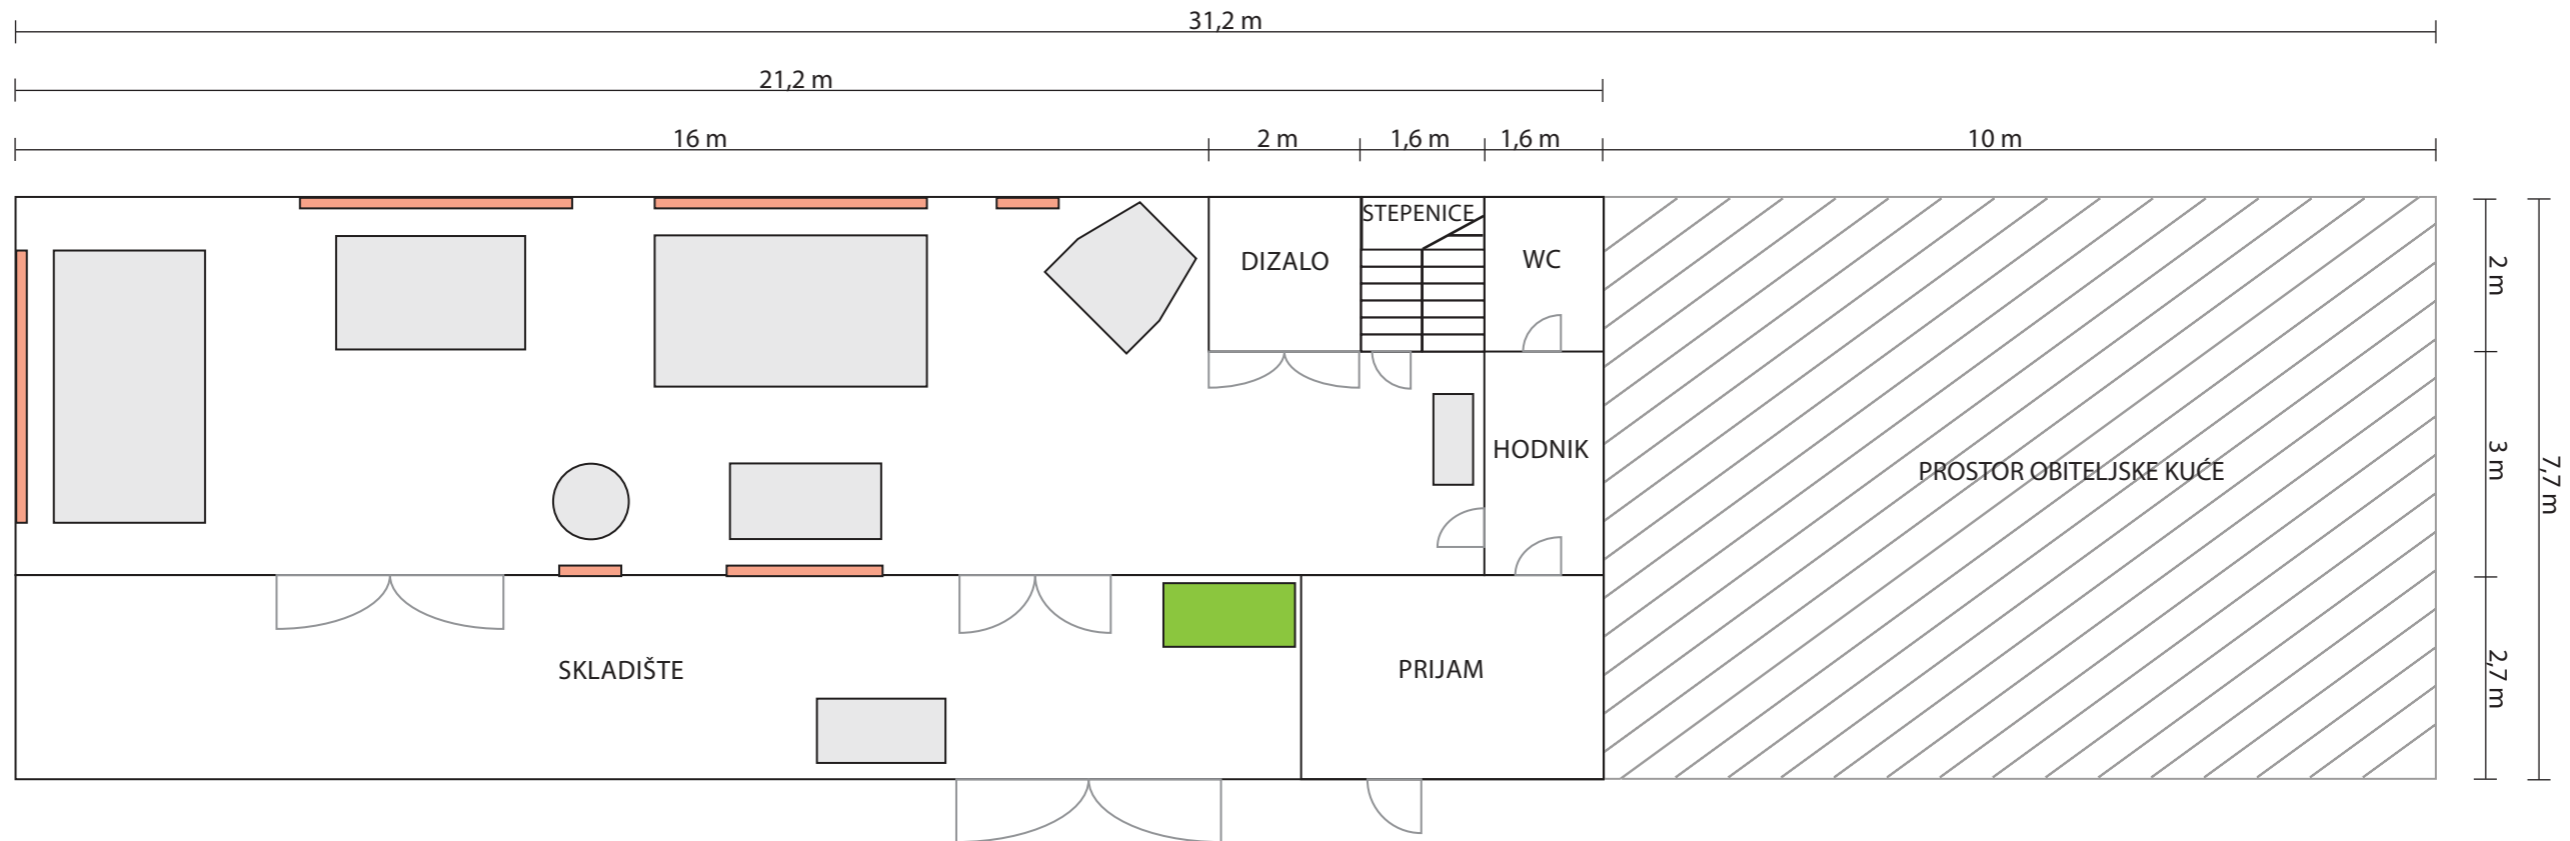 31,2 m
21,2 m
16 m
2 m
1,6 m
1,6 m
10 m
STEPENICE
DIZALO
WC
2 m
HODNIK
PROSTOR OBITELJSKE KUĆE
3 m
7,7 m
SKLADIŠTE
PRIJAM
2,7 m